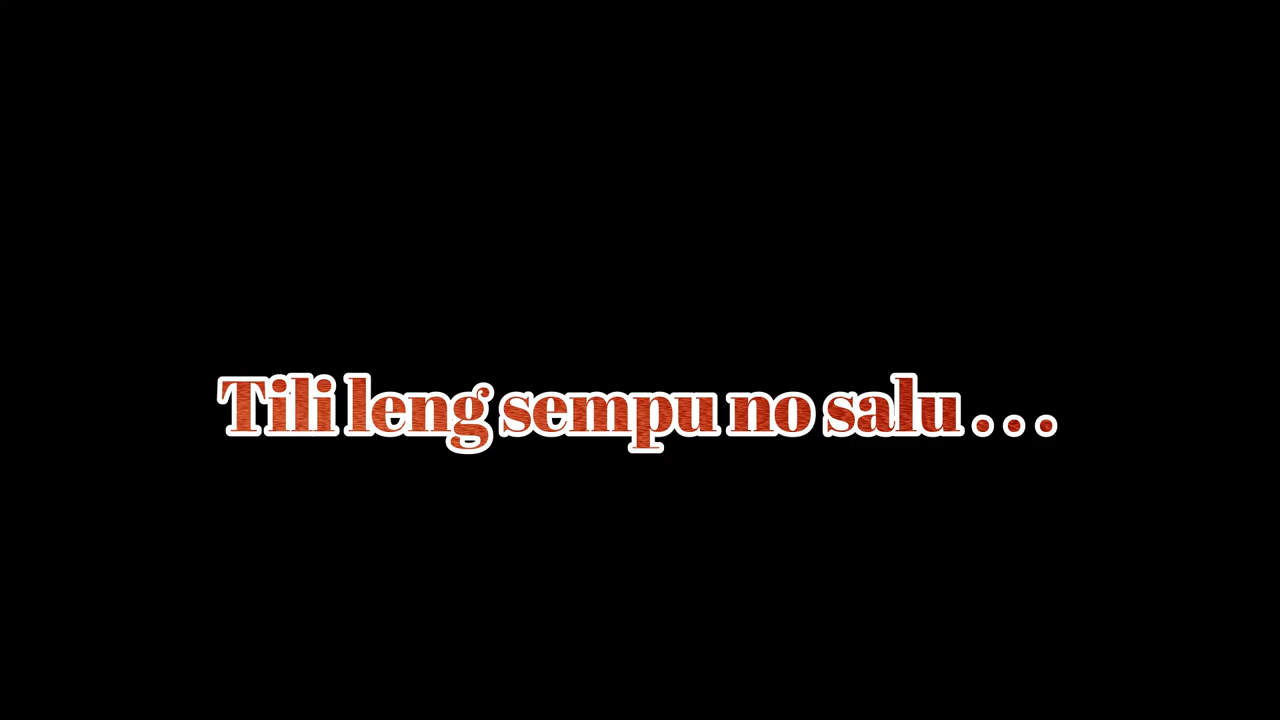 Tili leng sempu no salu . . .